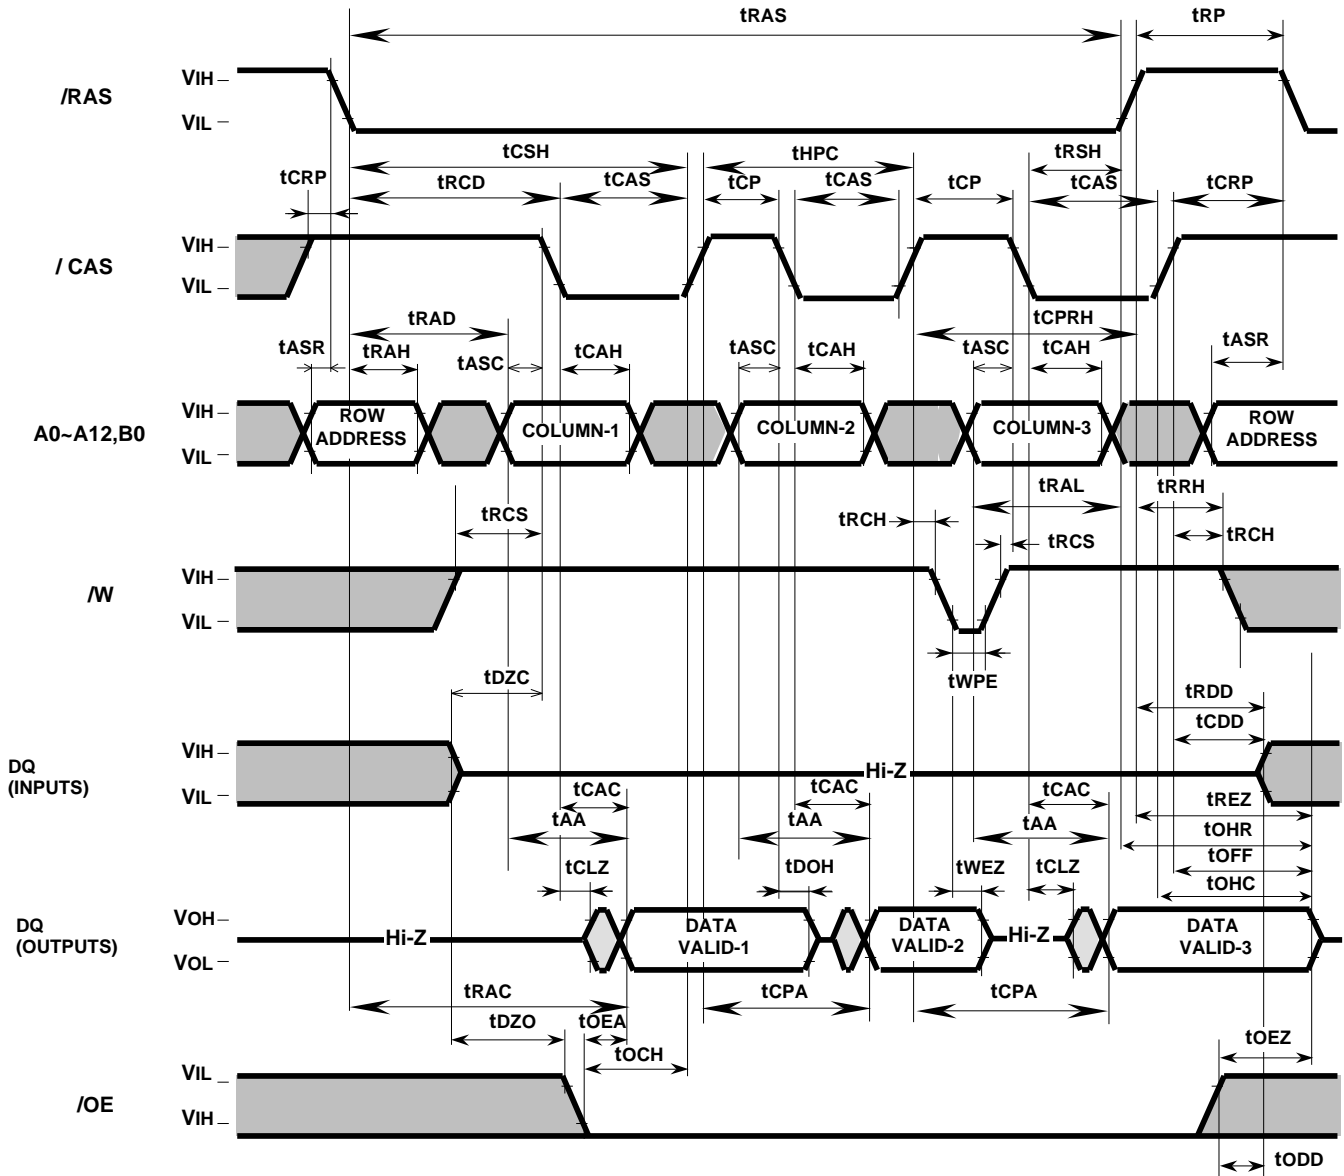 tRAS tRP
/RAS VIH
VIL
tCSH tHPC tRSH
tCRP tRCD tCAS tCP tCAS tCP tCAS tCRP
/ CAS VIH
VIL
tRAD tCPRH
tASR tRAH tASC tCAH tASC tCAH tASC tCAH tASR
A0~A12,B0 VIH
VIL
ROW ADDRESS COLUMN-1 COLUMN-2 COLUMN-3 ROW ADDRESS
tRAL tRRH
tRCS tRCH tRCS tRCH
/W VIH
VIL
tWPE
tDZC tRDD
tCDD
DQ
(INPUTS)
VIH
VIL
Hi-Z
tCAC tCAC tCAC tREZ
tAA tAA tAA tOHR
tCLZ tDOH tWEZ tCLZ tOFF
tOHC
DQ
(OUTPUTS)
VOH
VOL
Hi-Z DATA VALID-1 DATA VALID-2 Hi-Z DATA VALID-3
tRAC tCPA tCPA
tDZO tOEA
tOCH tOEZ
/OE VIL
VIH
tODD